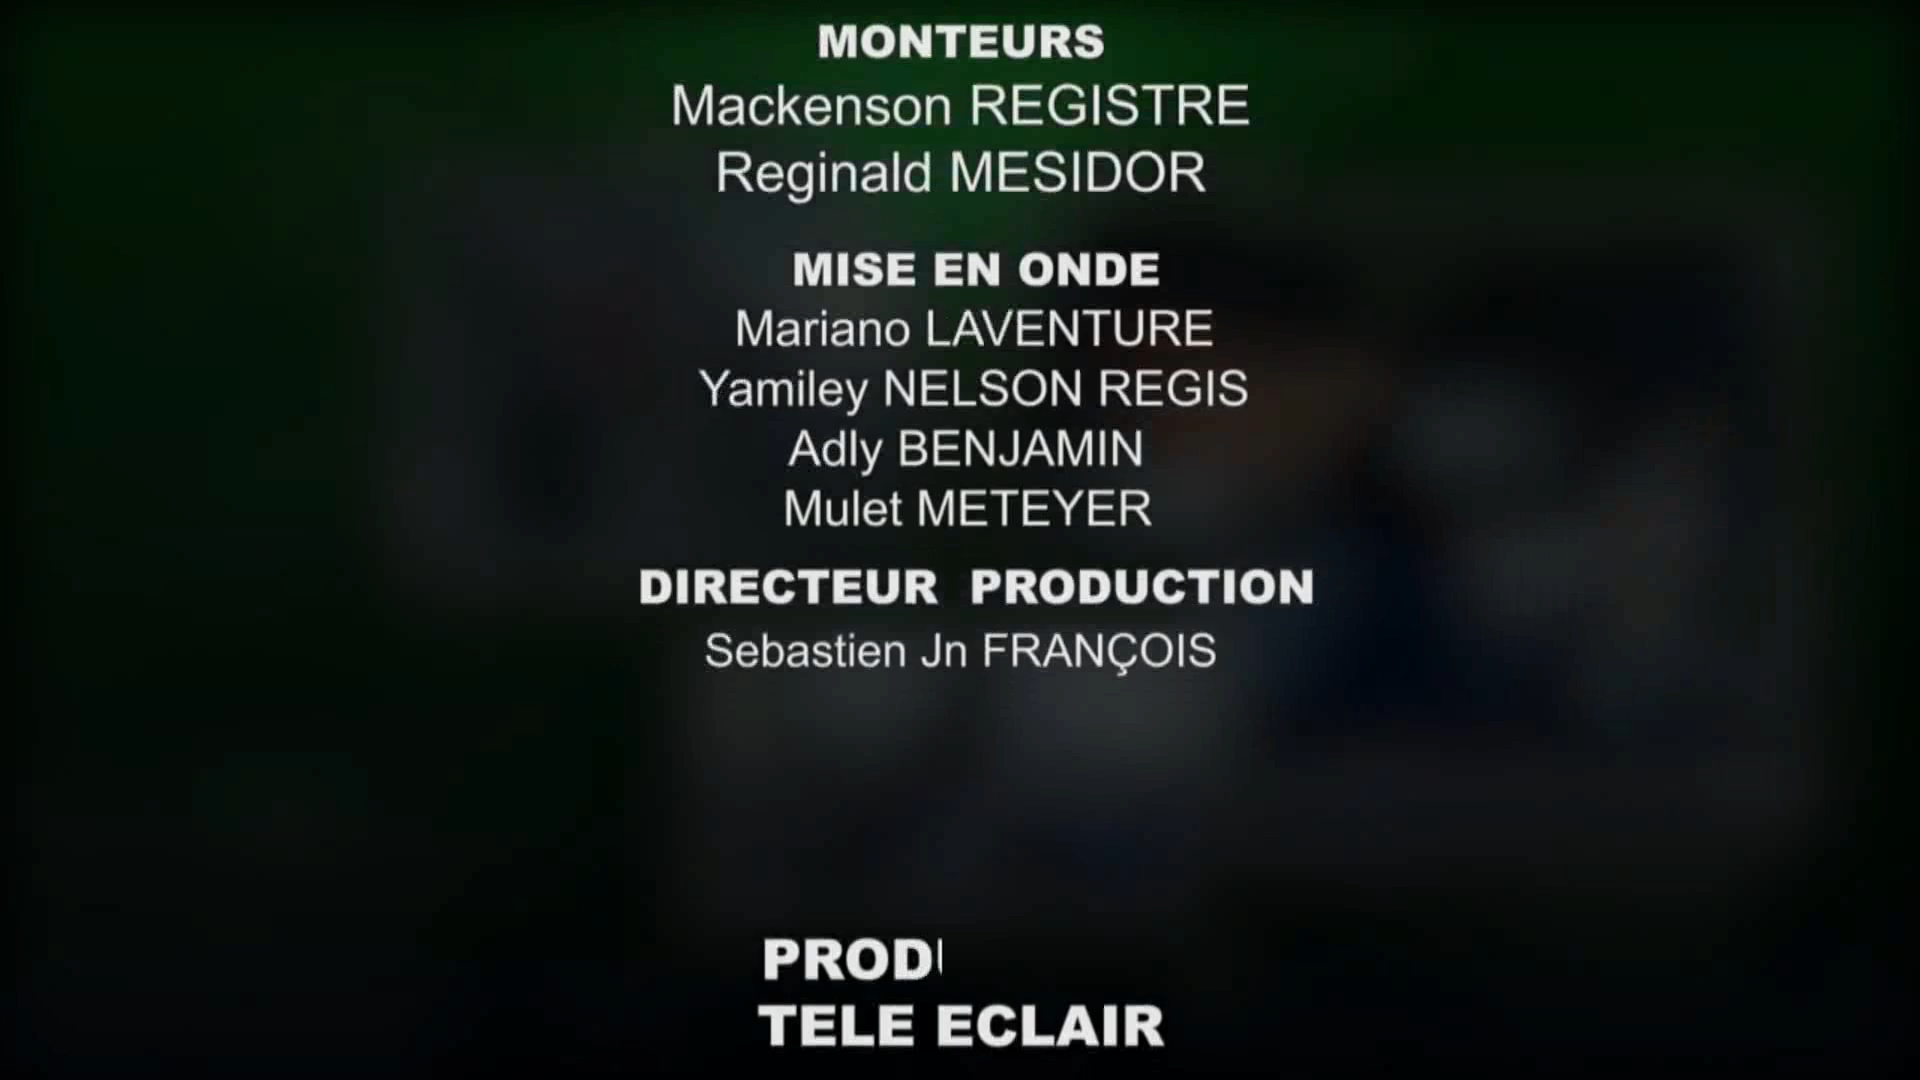 MONTEURS
Mackenson REGISTRE
Reginald MESIDOR
MISE EN ONDE
Mariano LAVENTURE
Yamiley NELSON REGIS
Adly BENJAMIN
Mulet METEYER
DIRECTEUR PRODUCTION
Sebastien Jn FRANÇOIS
PROD
TELE ECLAIR